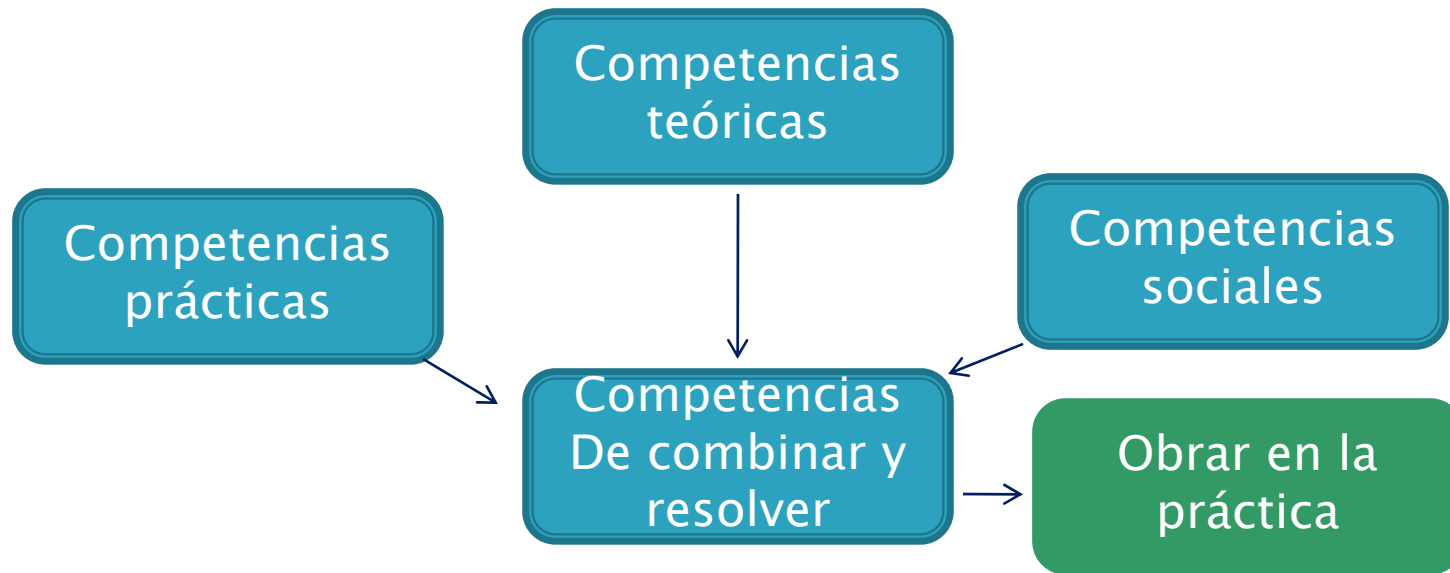 Competencias
teóricas
Competencias
prácticas
Competencias
sociales
Competencias
De combinar y
resolver
Obrar en la
práctica